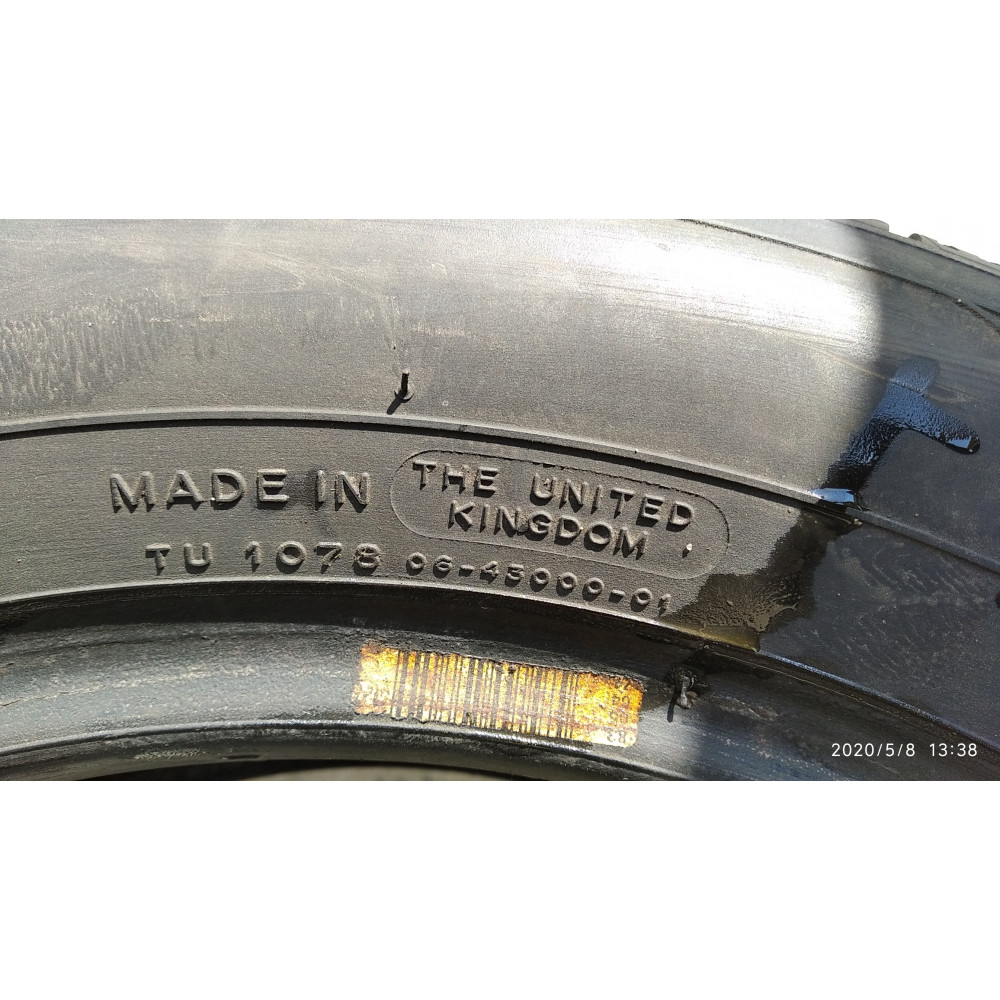 MADE IN THE UNITED
KINGDOM
TU 1078 06-45000-01
2020/5/8 13:38